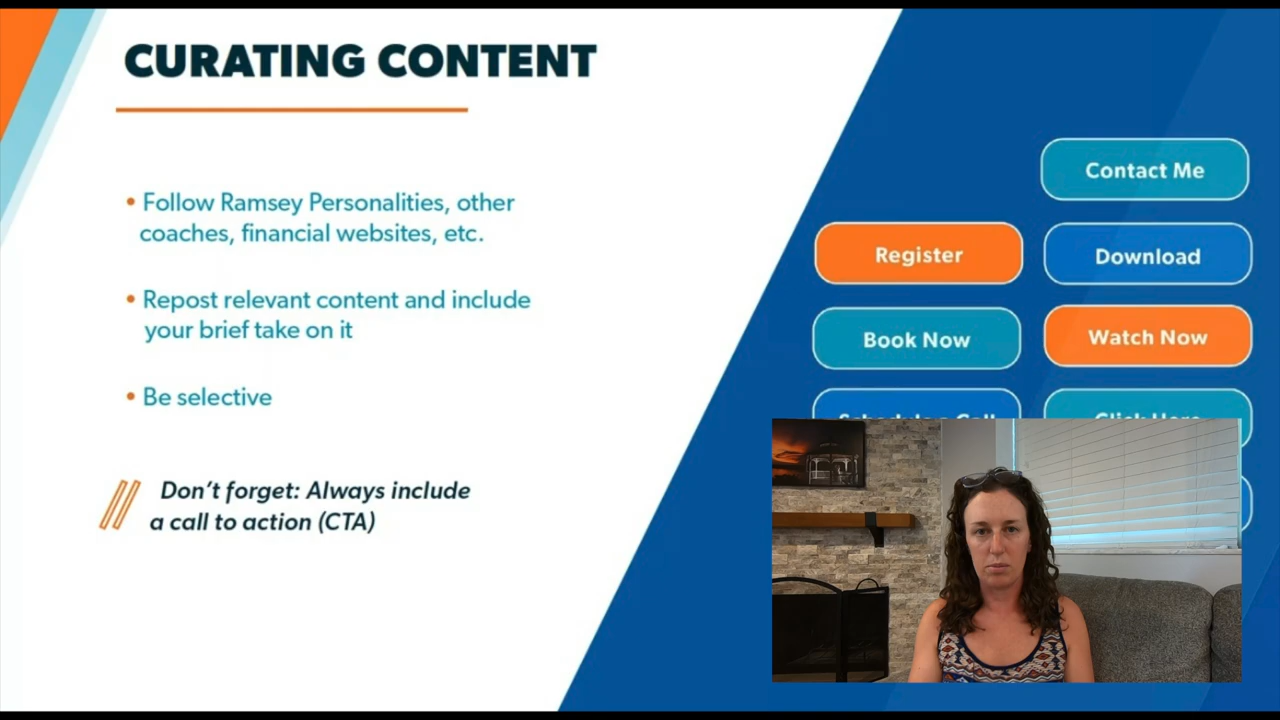 CURATING CONTENT
• Follow Ramsey Personalities, other
coaches, financial websites, etc.
• Repost relevant content and include
your brief take on it
• Be selective
Don't forget: Always include
a call to action (CTA)
Contact Me
Register
Download
Book Now
Watch Now
Click Here